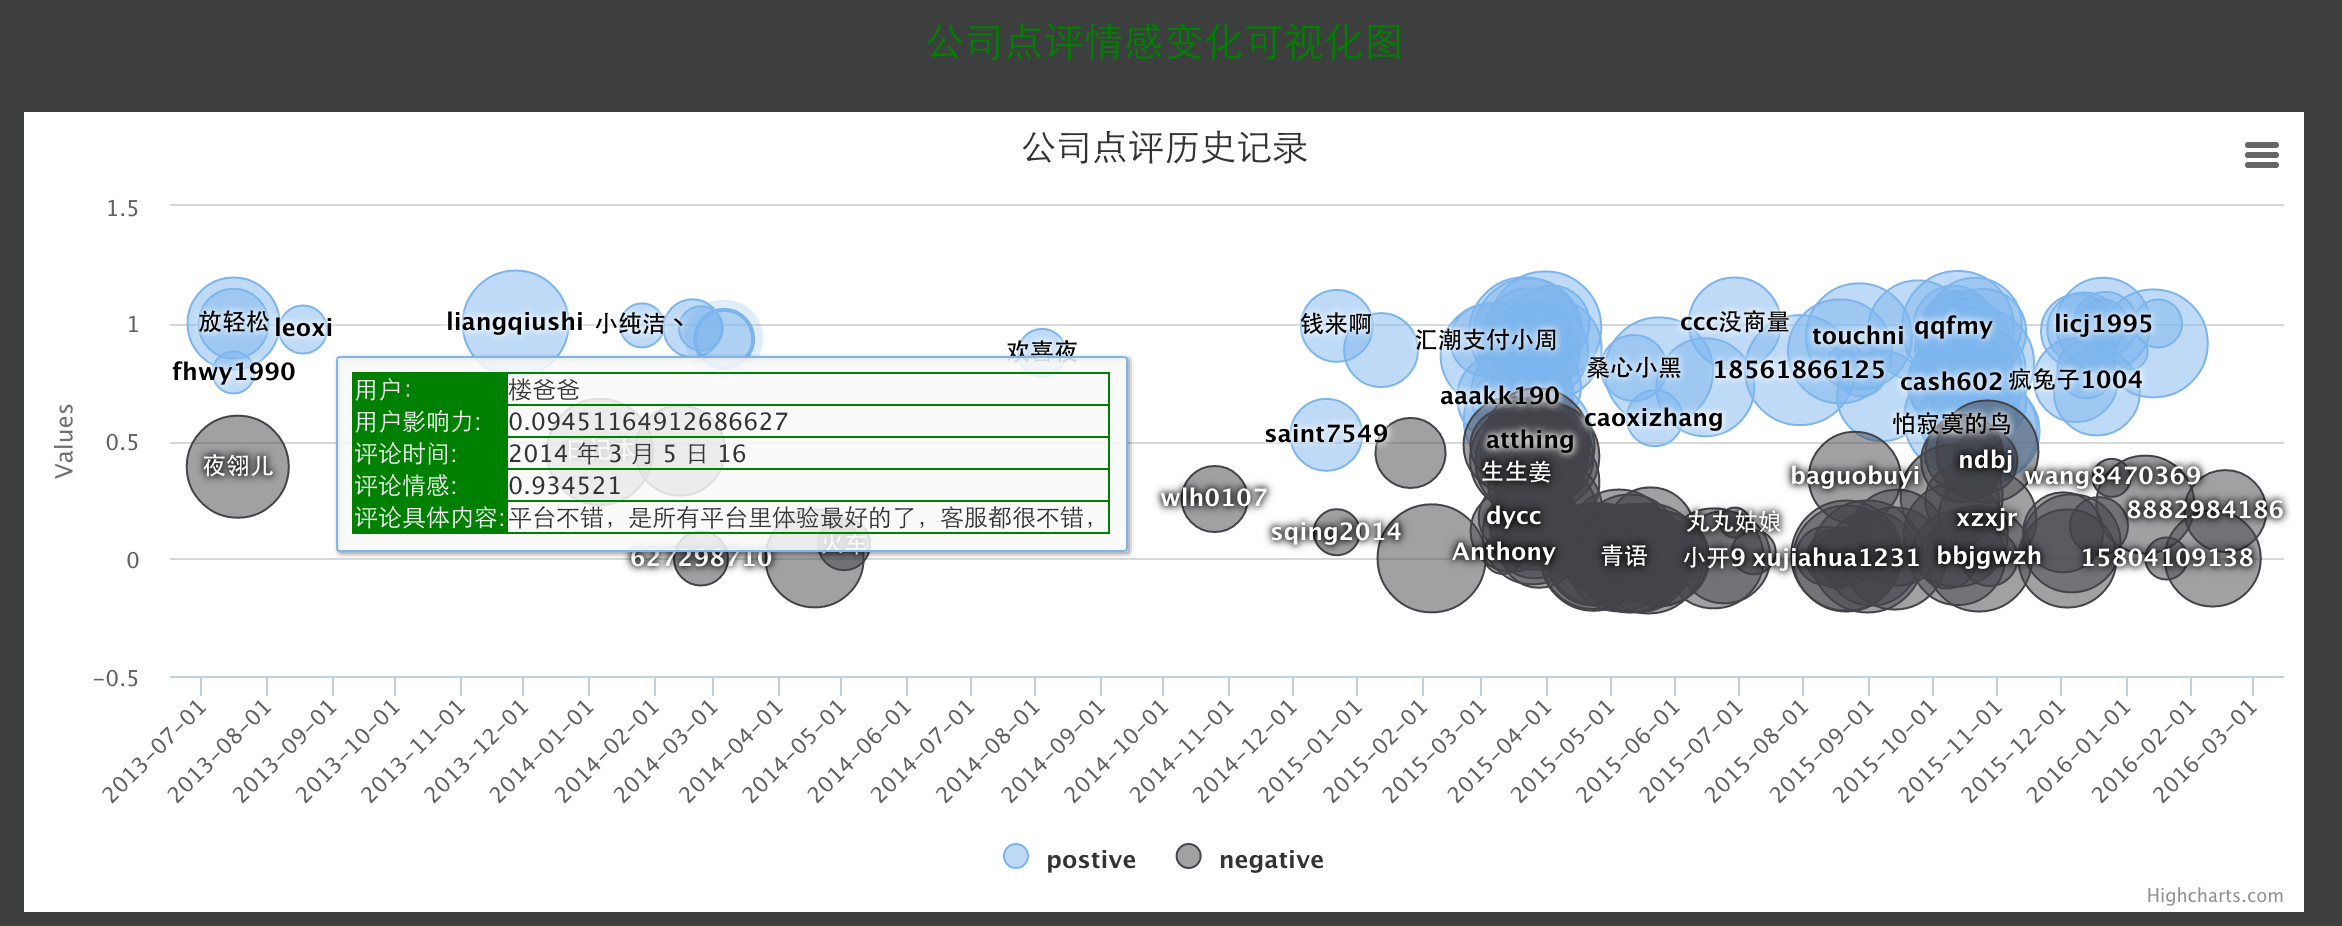 公司点评情感变化可视化图
公司点评历史记录
1.5
1
0.5
0
-0.5
Values
放轻松
leoxi
fhwy1990
夜翎儿
liangqiushi
小纯洁丶
欢喜夜
用户: 楼爸爸
用户影响力: 0.09451164912686627
评论时间: 2014 年 3 月 5 日 16
评论情感: 0.934521
评论具体内容: 平台不错，是所有平台里体验最好的了，客服都很不错，
627298710
火车
wlh0107
钱来啊
saint7549
sqing2014
汇潮支付小周
aaakk190
atthing
生生姜
dycc
Anthony
桑心小黑
caoxizhang
青语
ccc没商量
18561866125
丸丸姑娘
小开9
xujiahua1231
touchni
baguobuyi
qqfmy
cash602
怕寂寞的鸟
ndbj
xzxjr
bbjgwzh
licj1995
疯兔子1004
wang8470369
8882984186
15804109138
2013-07-01
2013-08-01
2013-09-01
2013-10-01
2013-11-01
2013-12-01
2014-01-01
2014-02-01
2014-03-01
2014-04-01
2014-05-01
2014-06-01
2014-07-01
2014-08-01
2014-09-01
2014-10-01
2014-11-01
2014-12-01
2015-01-01
2015-02-01
2015-03-01
2015-04-01
2015-05-01
2015-06-01
2015-07-01
2015-08-01
2015-09-01
2015-10-01
2015-11-01
2015-12-01
2016-01-01
2016-02-01
2016-03-01
postive
negative
Highcharts.com